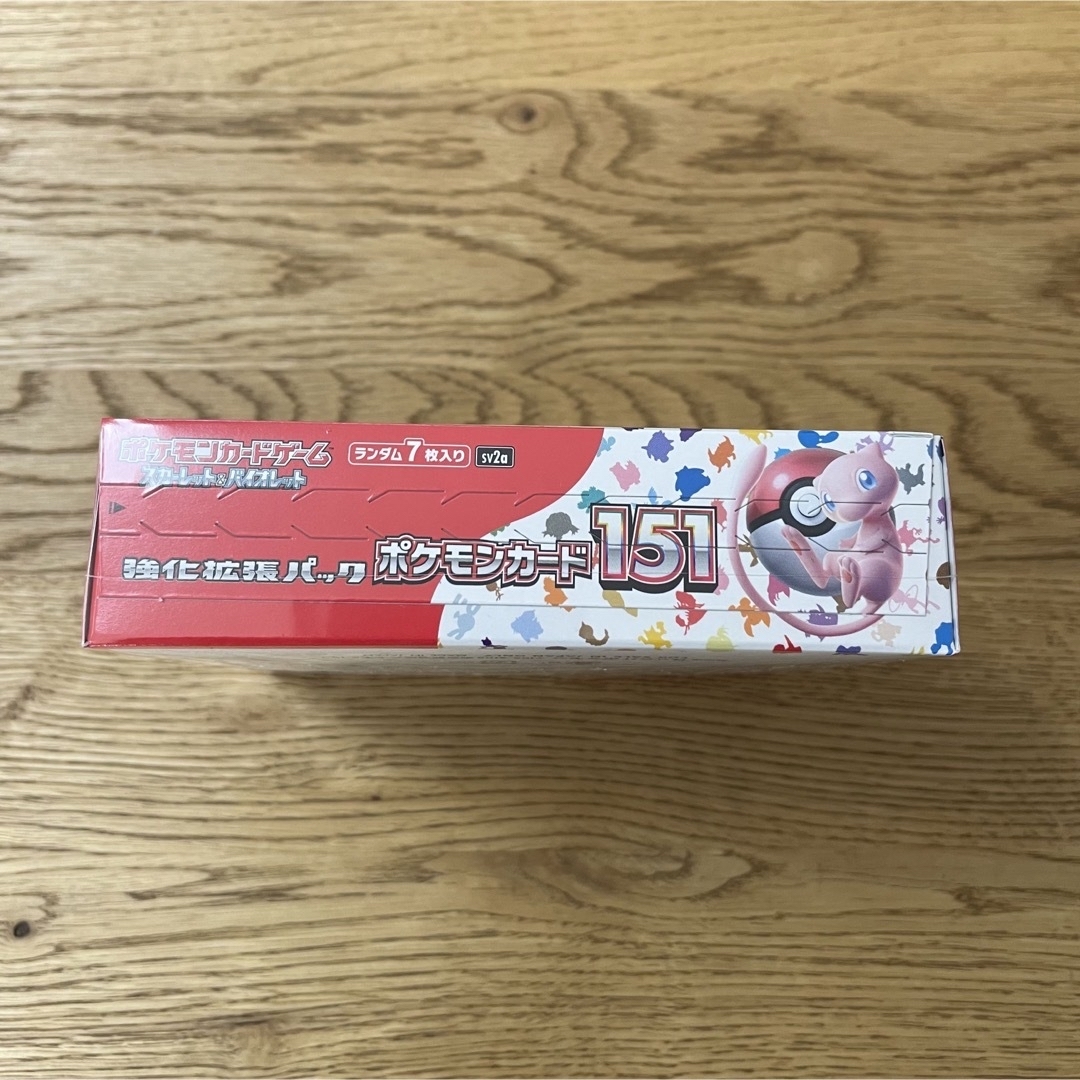 ポケモンカードゲーム
スカーレット&バイオレット
ランダム7枚入り sv2a
強化拡張パック ポケモンカード151